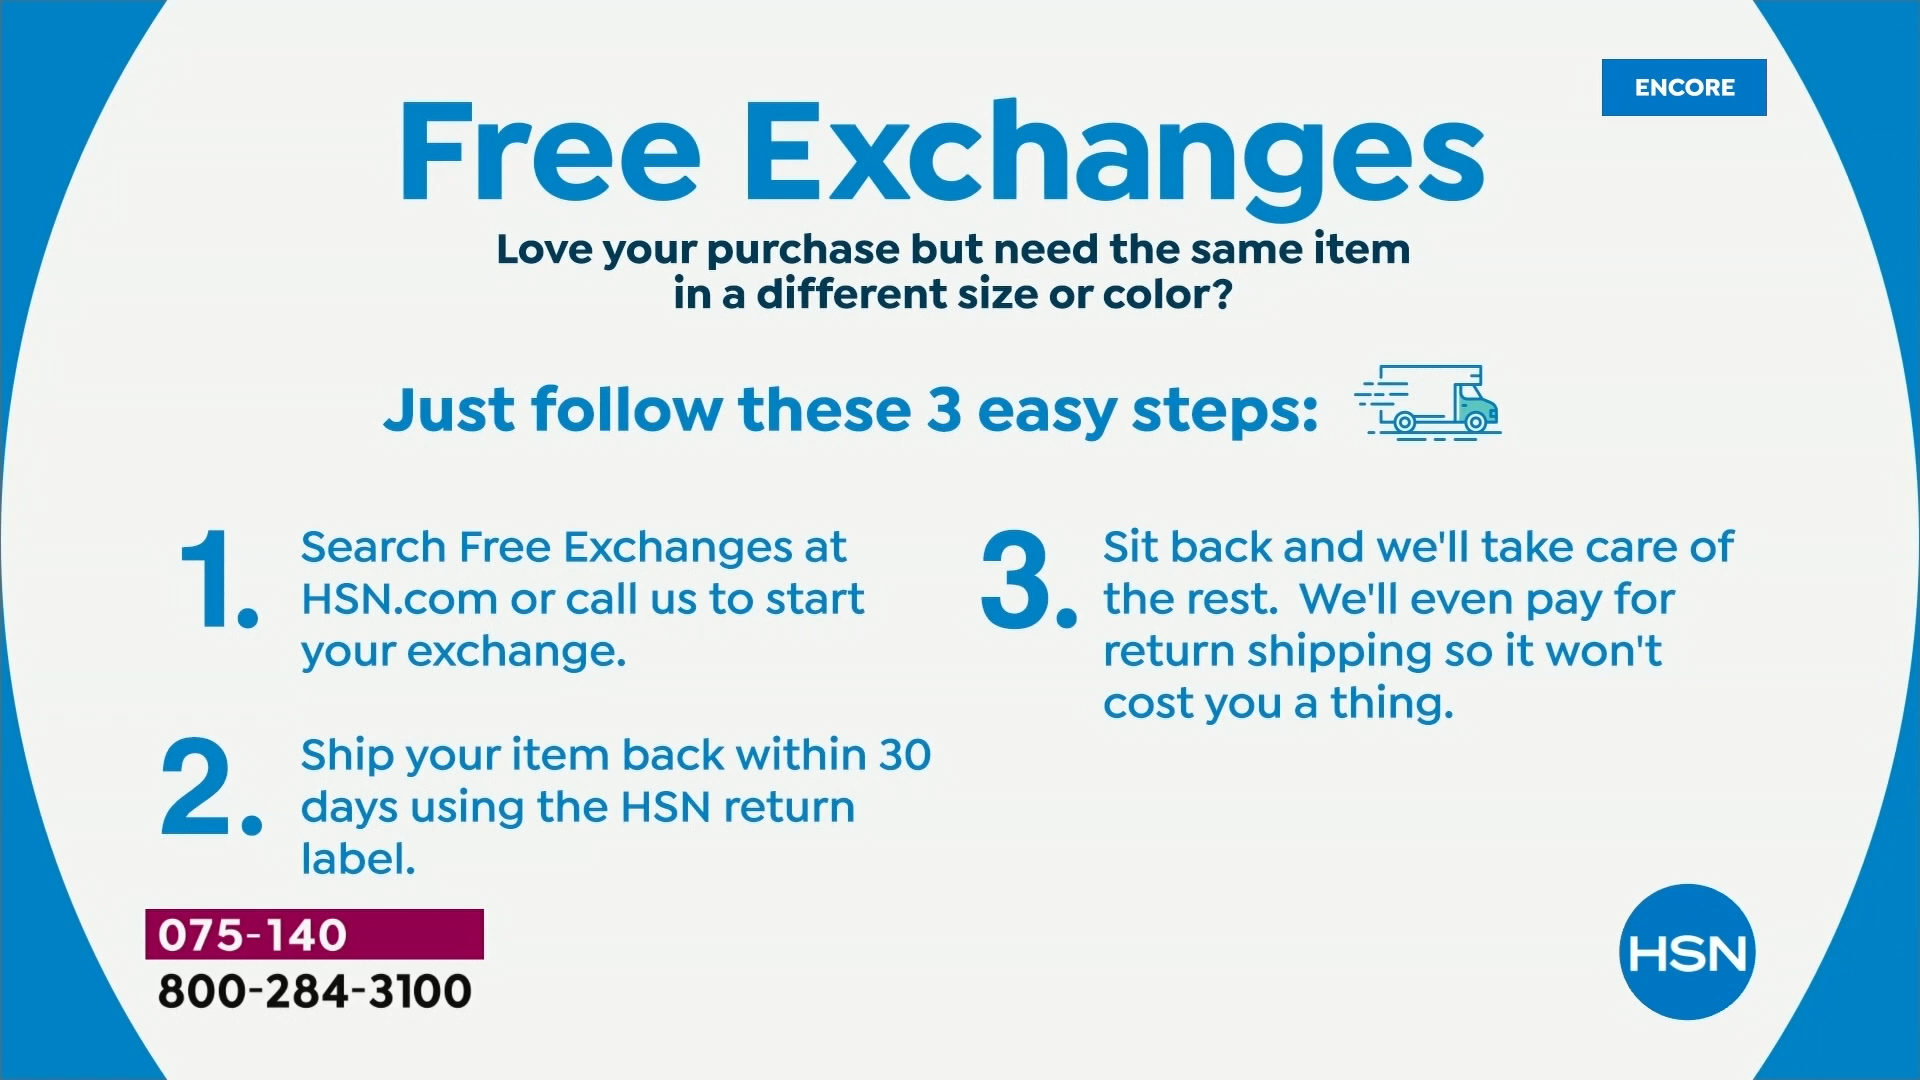 ENCORE
Free Exchanges
Love your purchase but need the same item
in a different size or color?
Just follow these 3 easy steps:
1.
Search Free Exchanges at
HSN.com or call us to start
your exchange.
2.
Ship your item back within 30
days using the HSN return
label.
3.
Sit back and we'll take care of
the rest.  We'll even pay for
return shipping so it won't
cost you a thing.
075-140
800-284-3100
HSN